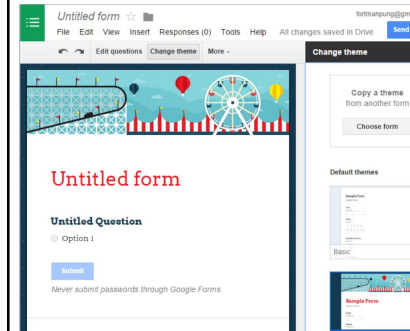 Untitled form
fortmanpung@gm
File Edit View Insert Responses (0) Tools Help All changes saved in Drive
Send
Edit questions Change theme More
Change theme
Copy a theme
from another form
Choose form
Untitled form
Default themes
Untitled Question
Option 1
Sample Form
Basic
Submit
Never submit passwords through Google Forms.
Sample Form